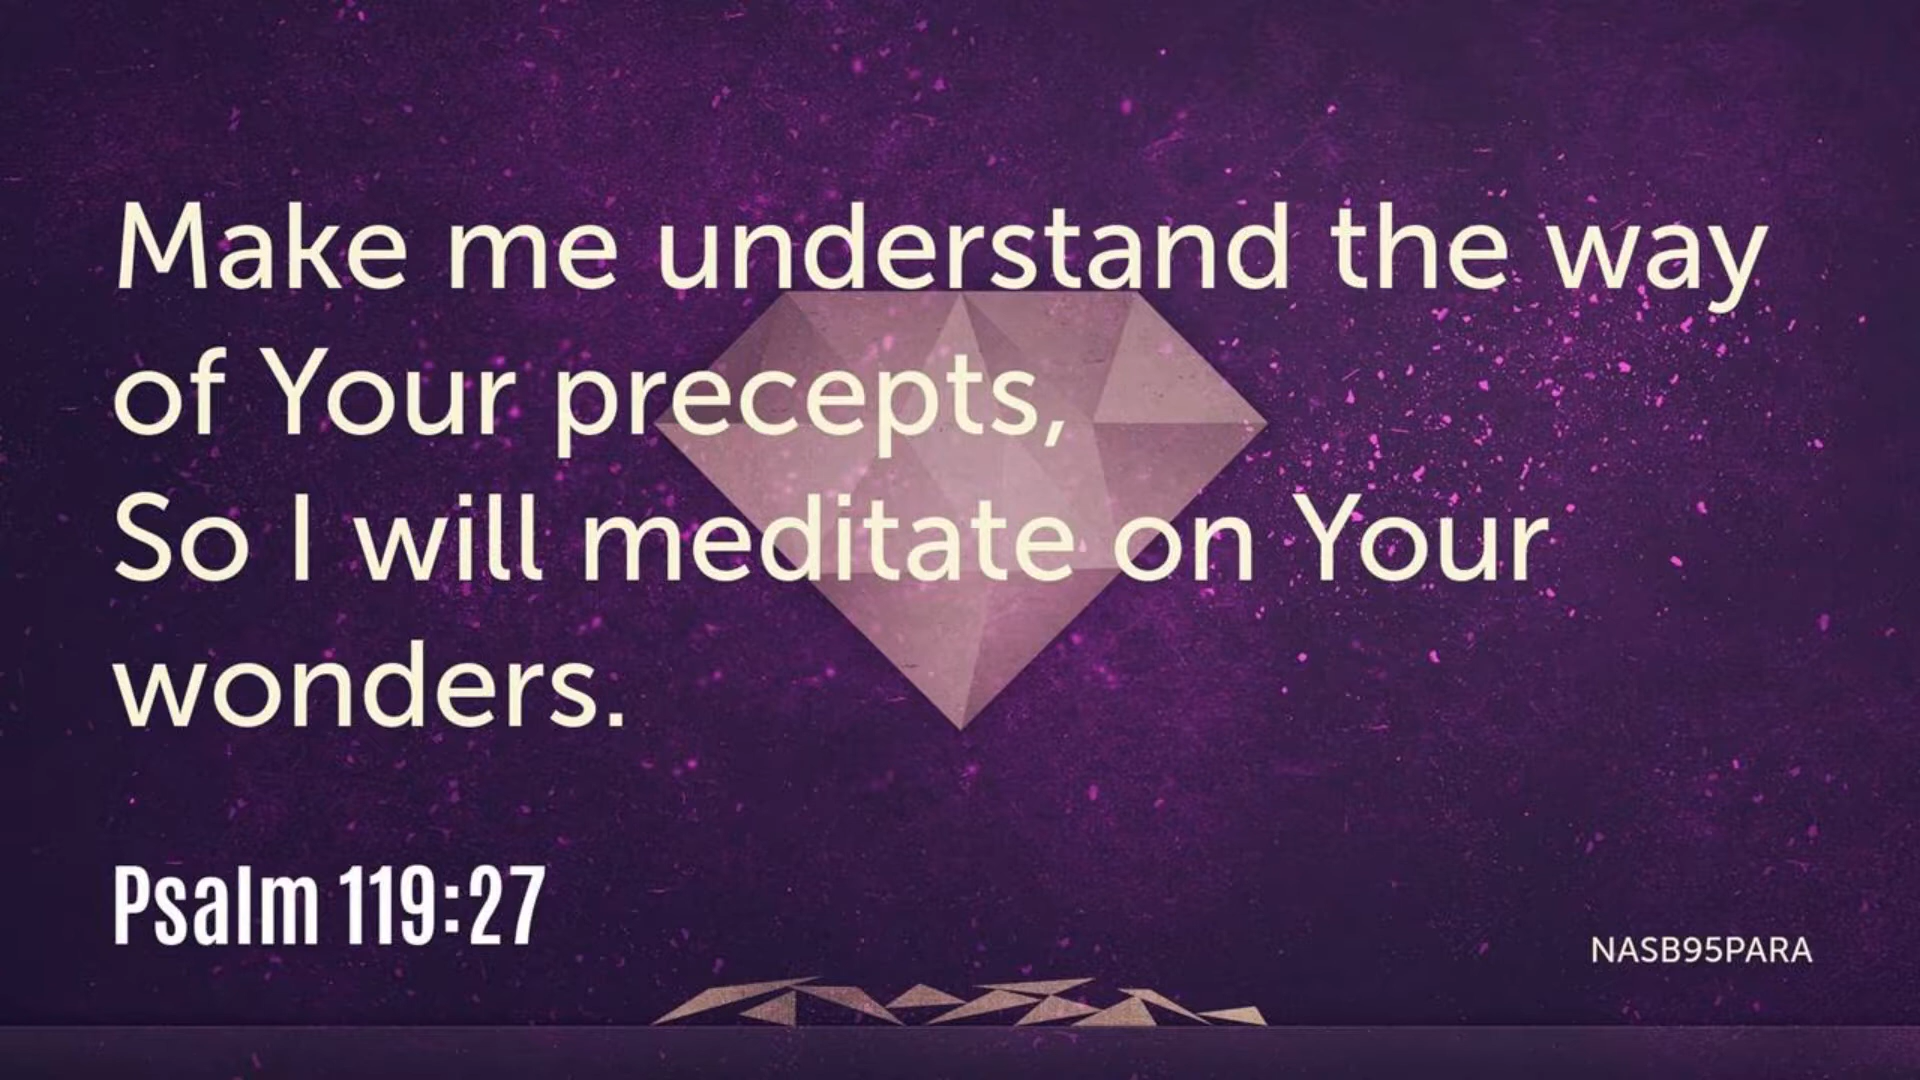 Make me understand the way
of Your precepts,
So I will meditate on Your
wonders.
Psalm 119:27
NASB95PARA